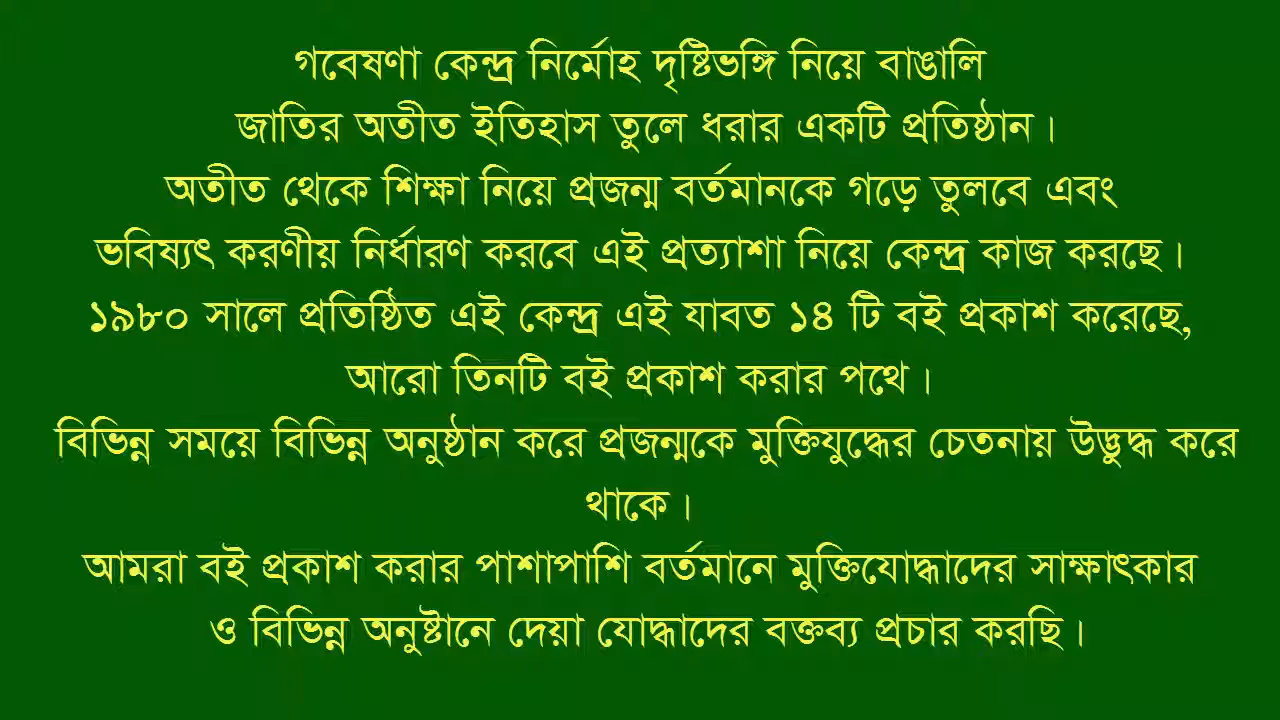 গবেষণা কেন্দ্র নির্মোহ দৃষ্টিভঙ্গি নিয়ে বাঙালি
জাতির অতীত ইতিহাস তুলে ধরার একটি প্রতিষ্ঠান।
অতীত থেকে শিক্ষা নিয়ে প্রজন্ম বর্তমানকে গড়ে তুলবে এবং
ভবিষ্যৎ করণীয় নির্ধারণ করবে এই প্রত্যাশা নিয়ে কেন্দ্র কাজ করছে।
১৯৮০ সালে প্রতিষ্ঠিত এই কেন্দ্র এই যাবত ১৪ টি বই প্রকাশ করেছে,
আরো তিনটি বই প্রকাশ করার পথে।
বিভিন্ন সময়ে বিভিন্ন অনুষ্ঠান করে প্রজন্মকে মুক্তিযুদ্ধের চেতনায় উদ্ভুদ্ধ করে
থাকে।
আমরা বই প্রকাশ করার পাশাপাশি বর্তমানে মুক্তিযোদ্ধাদের সাক্ষাৎকার
ও বিভিন্ন অনুষ্টানে দেয়া যোদ্ধাদের বক্তব্য প্রচার করছি।